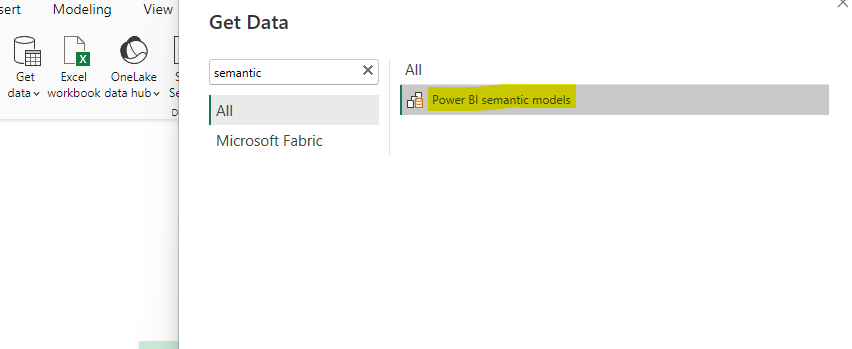 sert Modeling View
Get data
Excel workbook
OneLake data hub
S
Se
D
Get Data
semantic
All
Microsoft Fabric
All
Power BI semantic models